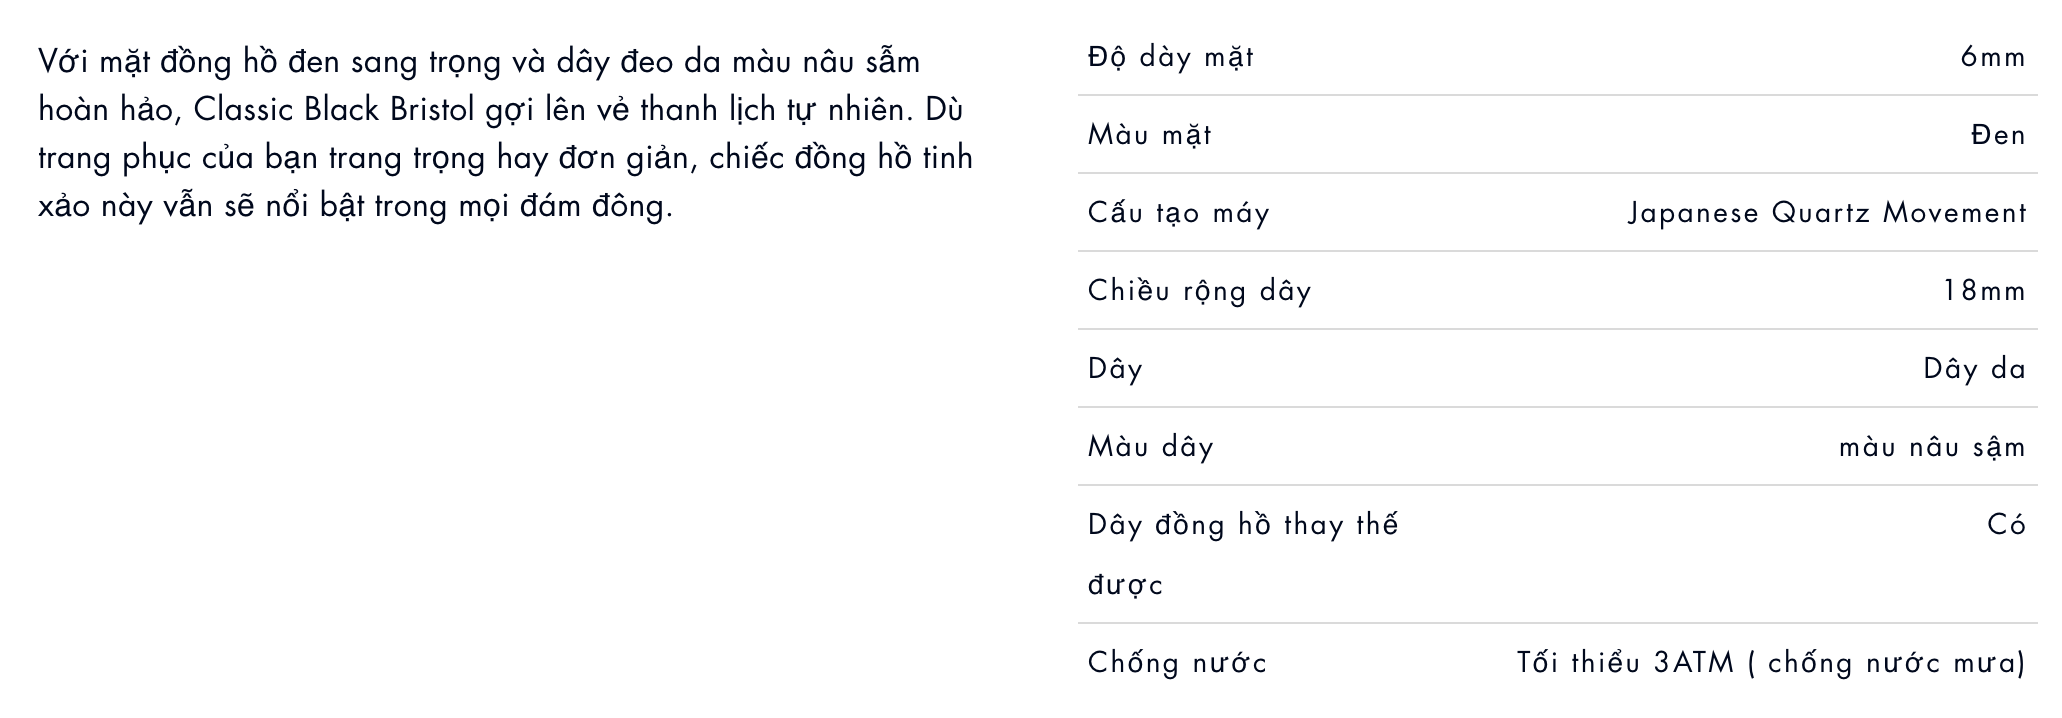 Với mặt đồng hồ đen sang trọng và dây đeo da màu nâu sẫm
hoàn hảo, Classic Black Bristol gợi lên vẻ thanh lịch tự nhiên. Dù
trang phục của bạn trang trọng hay đơn giản, chiếc đồng hồ tinh
xảo này vẫn sẽ nổi bật trong mọi đám đông.
Độ dày mặt 6mm
Màu mặt Đen
Cấu tạo máy Japanese Quartz Movement
Chiều rộng dây 18mm
Dây Dây da
Màu dây màu nâu sậm
Dây đồng hồ thay thế Có
được
Chống nước Tối thiểu 3ATM ( chống nước mưa)